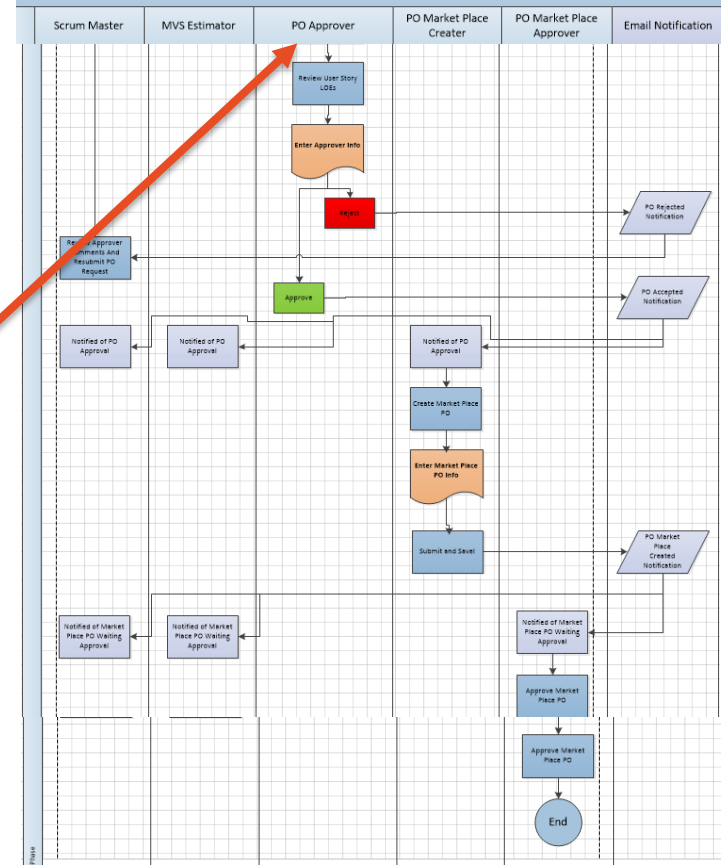 Scrum Master
MVS Estimator
PO Approver
PO Market Place
Creater
PO Market Place
Approver
Email Notification
Review User Story
LOEs
Enter Approver Info
Reject
PO Rejected
Notification
Approver
And
Resubmit PO
Request
Approve
PO Accepted
Notification
Notified of PO
Approval
Notified of PO
Approval
Notified of PO
Approval
Create Market Place
PO
Enter Market Place
PO Info
Submit and Save!
PO Market
Place
Created
Notification
Notified of Market
Place PO Waiting
Approval
Notified of Market
Place PO Waiting
Approval
Notified of Market
Place PO Waiting
Approval
Approve Market
Place PO
Approve Market
Place PO
End
Phase